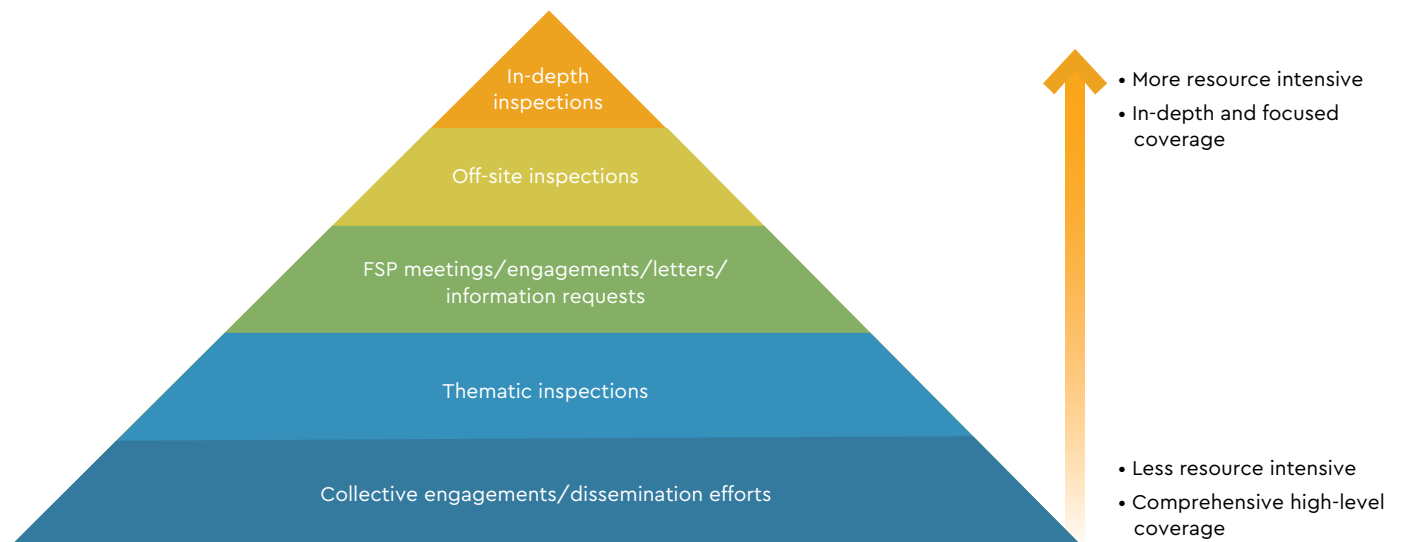 In-depth
inspections
Off-site inspections
FSP meetings/engagements/letters/
information requests
Thematic inspections
Collective engagements/dissemination efforts
• More resource intensive
• In-depth and focused
coverage
• Less resource intensive
• Comprehensive high-level
coverage